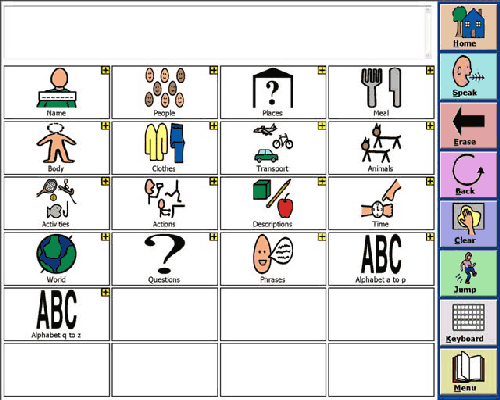 Home
Name
People
Places
Meal
Speak
Body
Clothes
Transport
Animals
Erase
Activities
Actions
Descriptions
Time
Back
World
Questions
Phrases
ABC
Alphabet a to p
Clear
ABC
Alphabet q to z
Jump
Keyboard
Menu